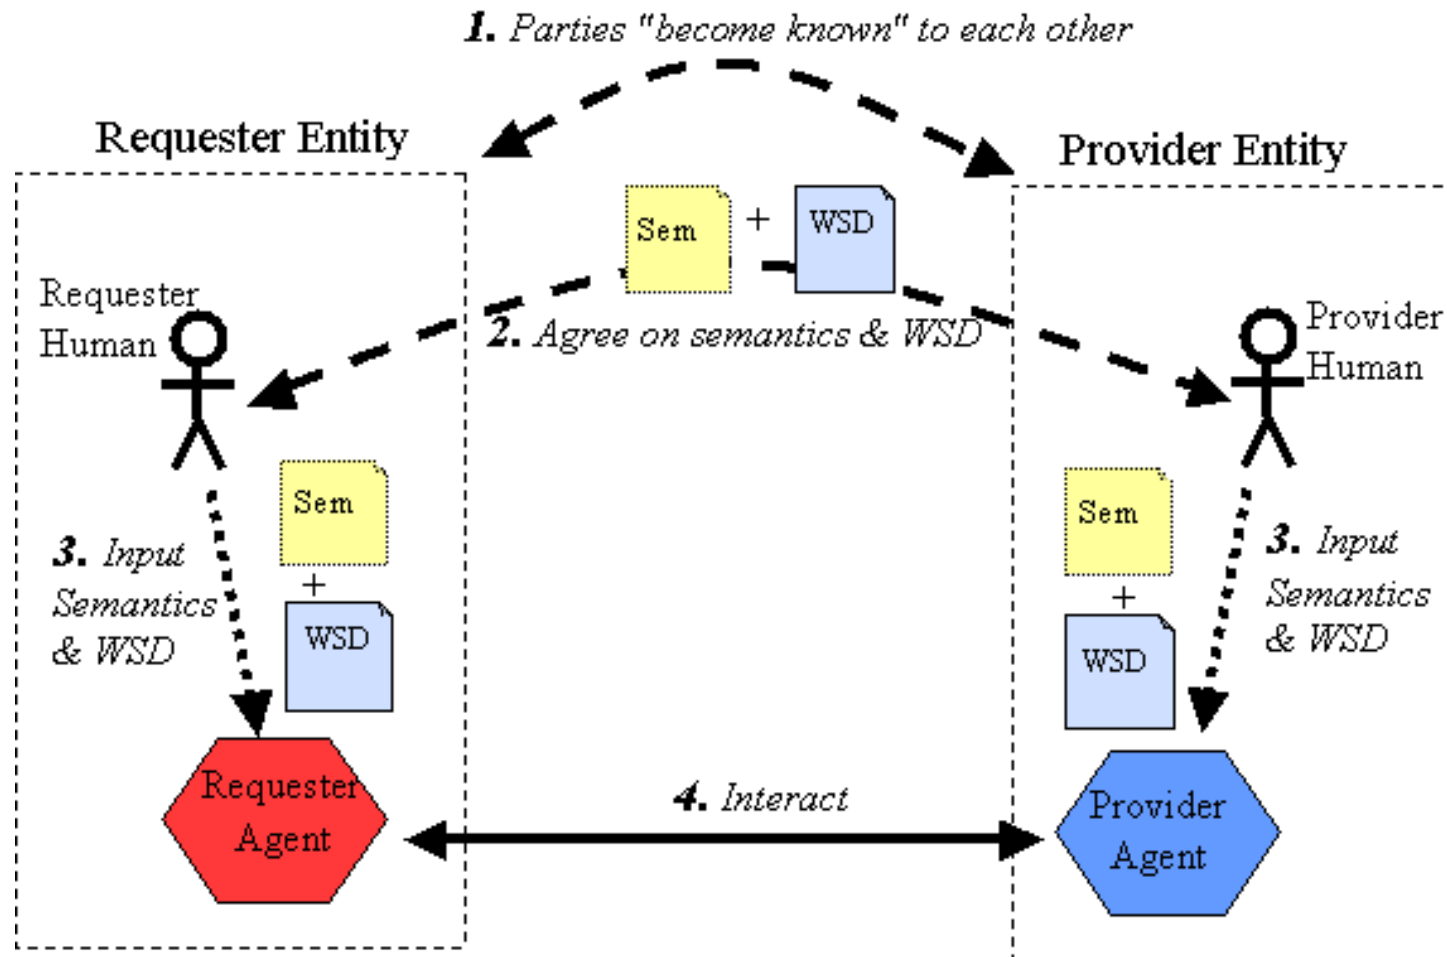 1. Parties "become known" to each other
Requester Entity
Provider Entity
Sem
+
WSD
Requester
Human
Provider
Human
2. Agree on semantics & WSD
Sem
+
WSD
3. Input
Semantics
& WSD
Sem
+
WSD
3. Input
Semantics
& WSD
Requester
Agent
4. Interact
Provider
Agent